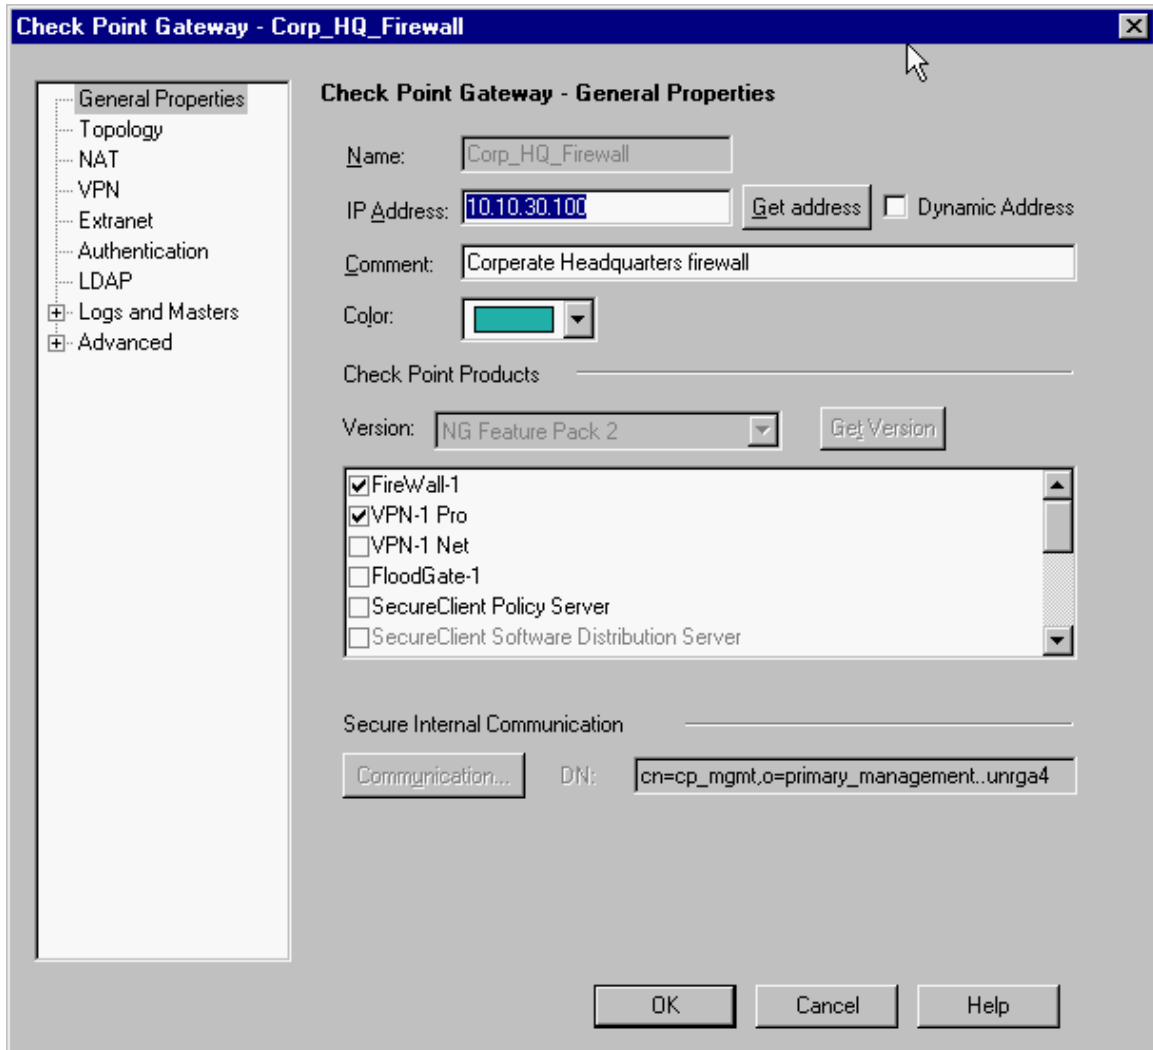 Check Point Gateway - Corp_HQ_Firewall
General Properties
Topology
NAT
VPN
Extranet
Authentication
LDAP
Logs and Masters
Advanced
Check Point Gateway - General Properties
Name: Corp_HQ_Firewall
IP Address: 10.10.30.100 Get address Dynamic Address
Comment: Corperate Headquarters firewall
Color:
Check Point Products
Version: NG Feature Pack 2 Get Version
FireWall-1
VPN-1 Pro
VPN-1 Net
FloodGate-1
SecureClient Policy Server
SecureClient Software Distribution Server
Secure Internal Communication
Communication... DN: cn=cp_mgmt,o=primary_management..unrga4
OK Cancel Help